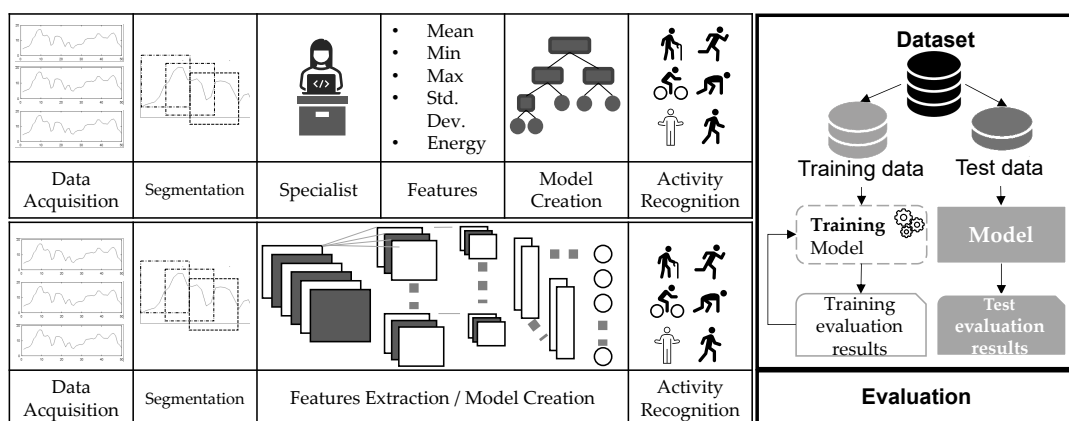 • Mean
• Min
• Max
• Std.
Dev.
• Energy
</>
Data
Acquisition
Segmentation
Specialist
Features
Model
Creation
Activity
Recognition
Data
Acquisition
Segmentation
Features Extraction / Model Creation
Activity
Recognition
Dataset
Training data
Test data
Training
Model
Model
Training
evaluation
results
Test
evaluation
results
Evaluation